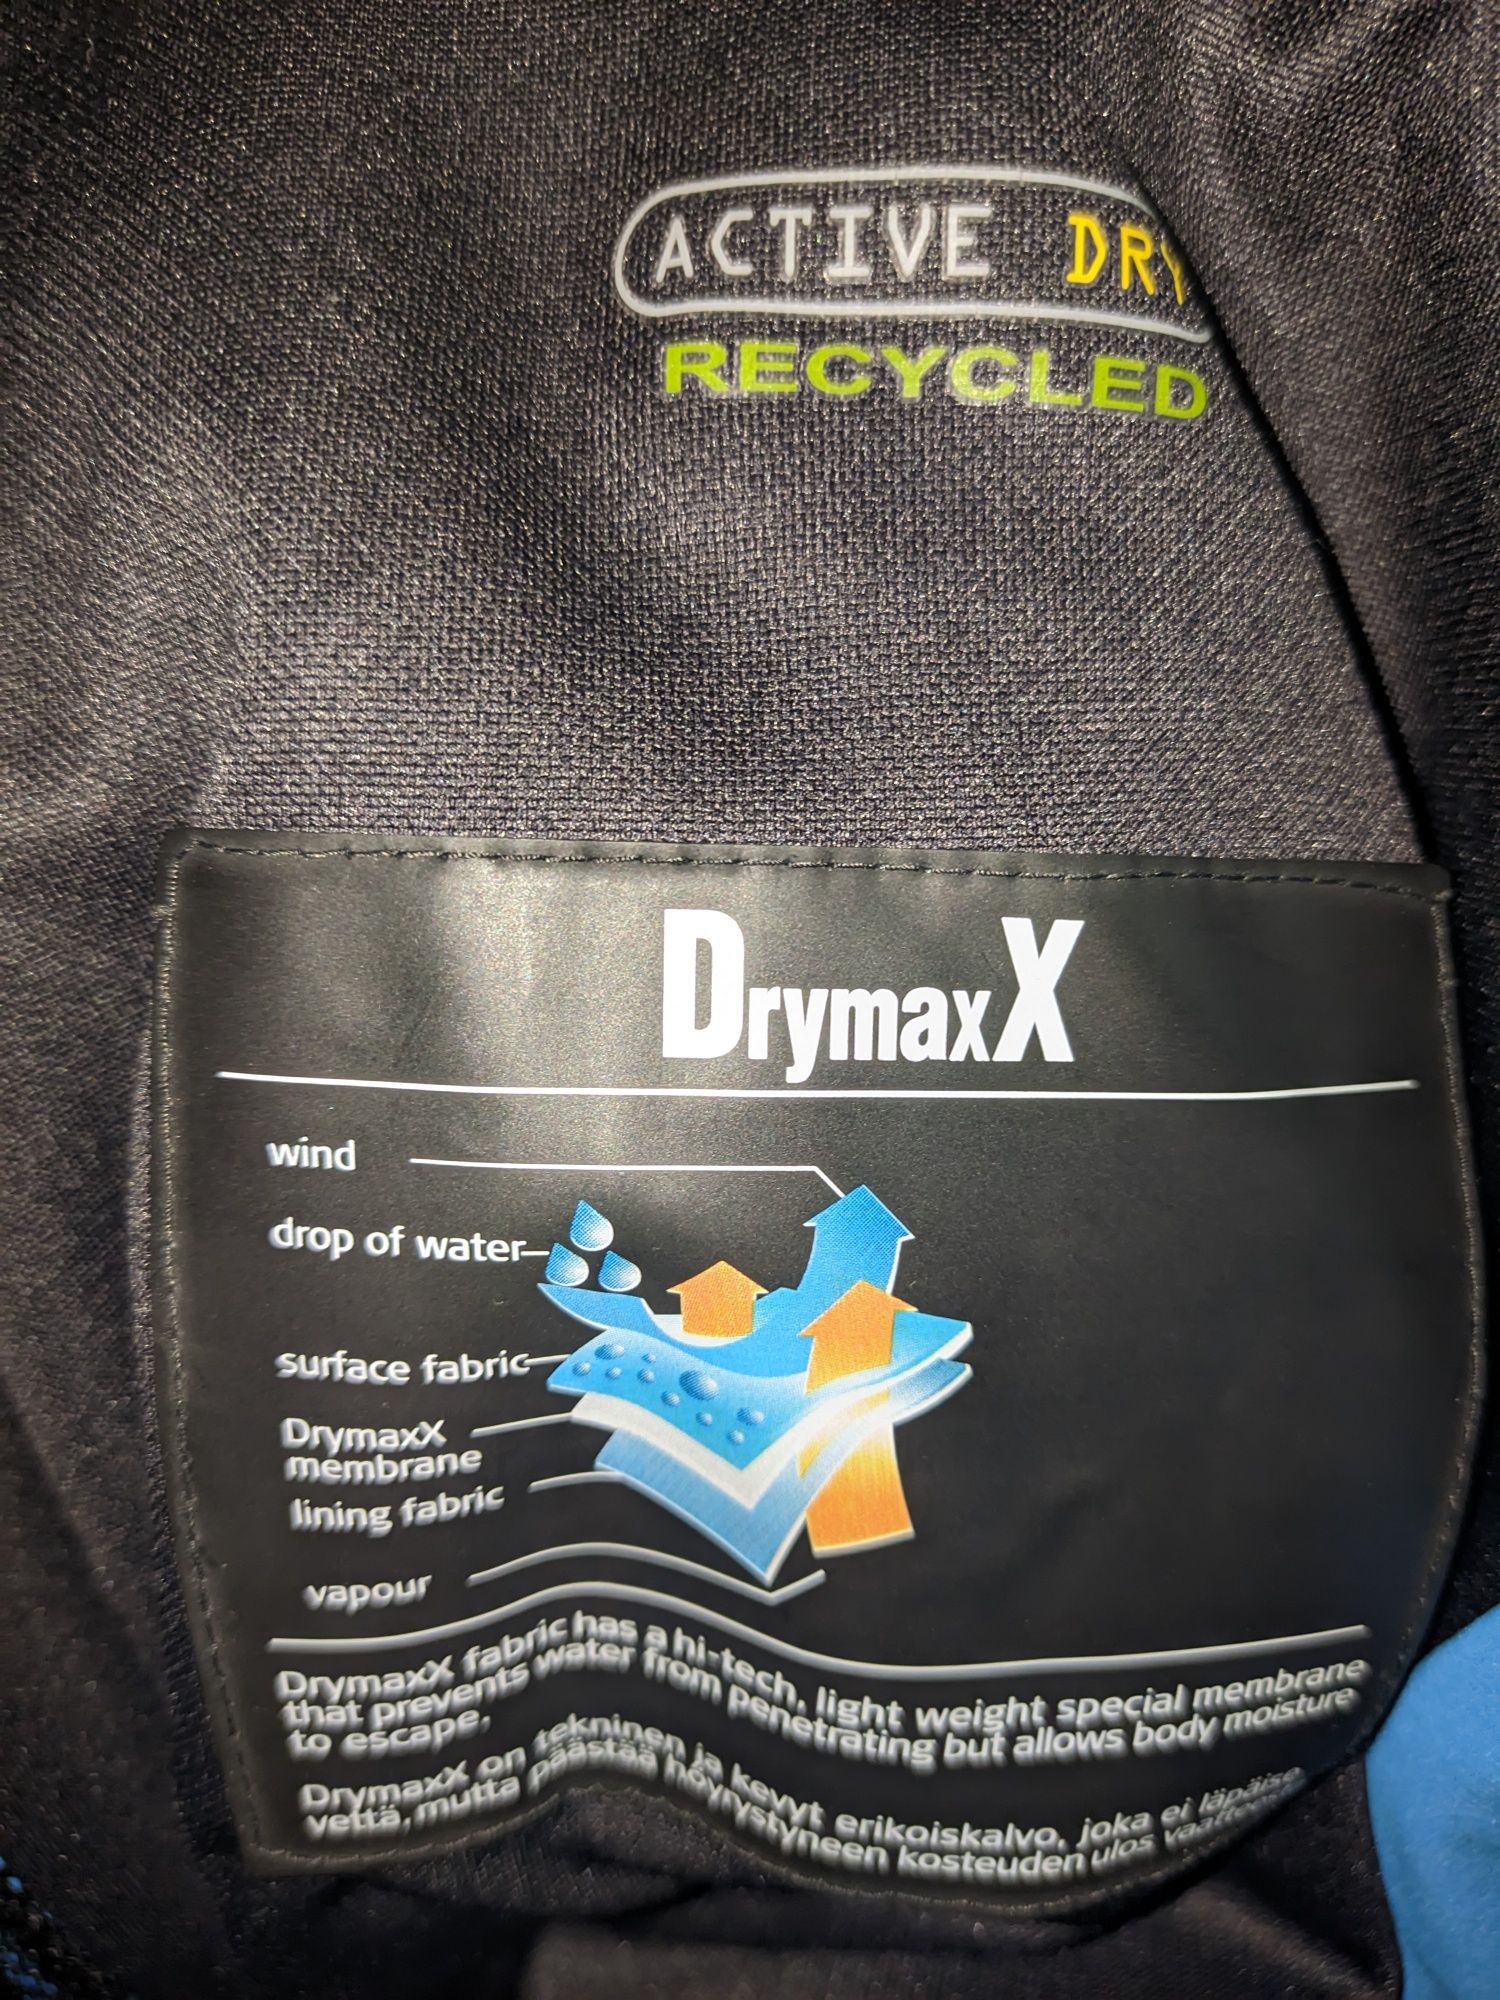 ACTIVE DRY
RECYCLED
DrymaxX
wind
drop of water
surface fabric
DrymaxX
membrane
lining fabric
vapour
DrymaxX fabric has a hi-tech, light weight special membrane
that prevents water from penetrating but allows body moisture
to escape.
DrymaxX on tekninen ja kevyt erikoiskalvo, joka ei läpäise
vettä, mutta päästää höyrystyneen kosteuden ulos